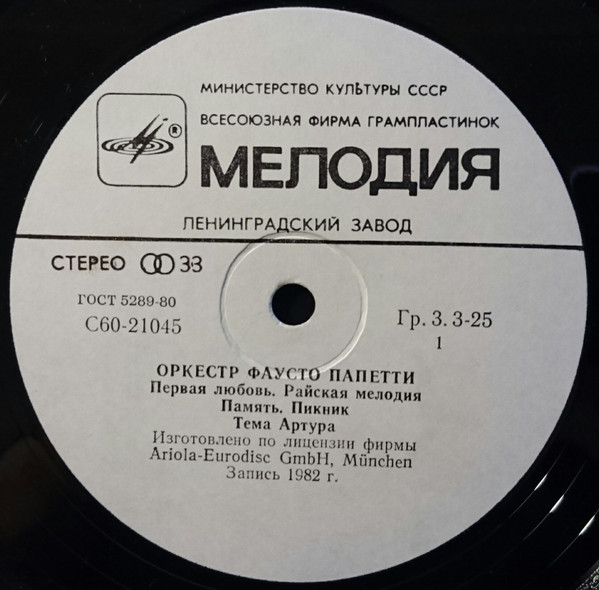 МИНИСТЕРСТВО КУЛЬТУРЫ СССР
ВСЕСОЮЗНАЯ ФИРМА ГРАМПЛАСТИНОК
®
МЕЛОДИЯ
ЛЕНИНГРАДСКИЙ ЗАВОД
СТЕРЕО 33
ГОСТ 5289-80
С60-21045
Гр. 3. 3-25
1
ОРКЕСТР ФАУСТО ПАПЕТТИ
Первая любовь. Райская мелодия
Память. Пикник
Тема Артура
Изготовлено по лицензии фирмы
Ariola-Eurodisc GmbH, München
Запись 1982 г.